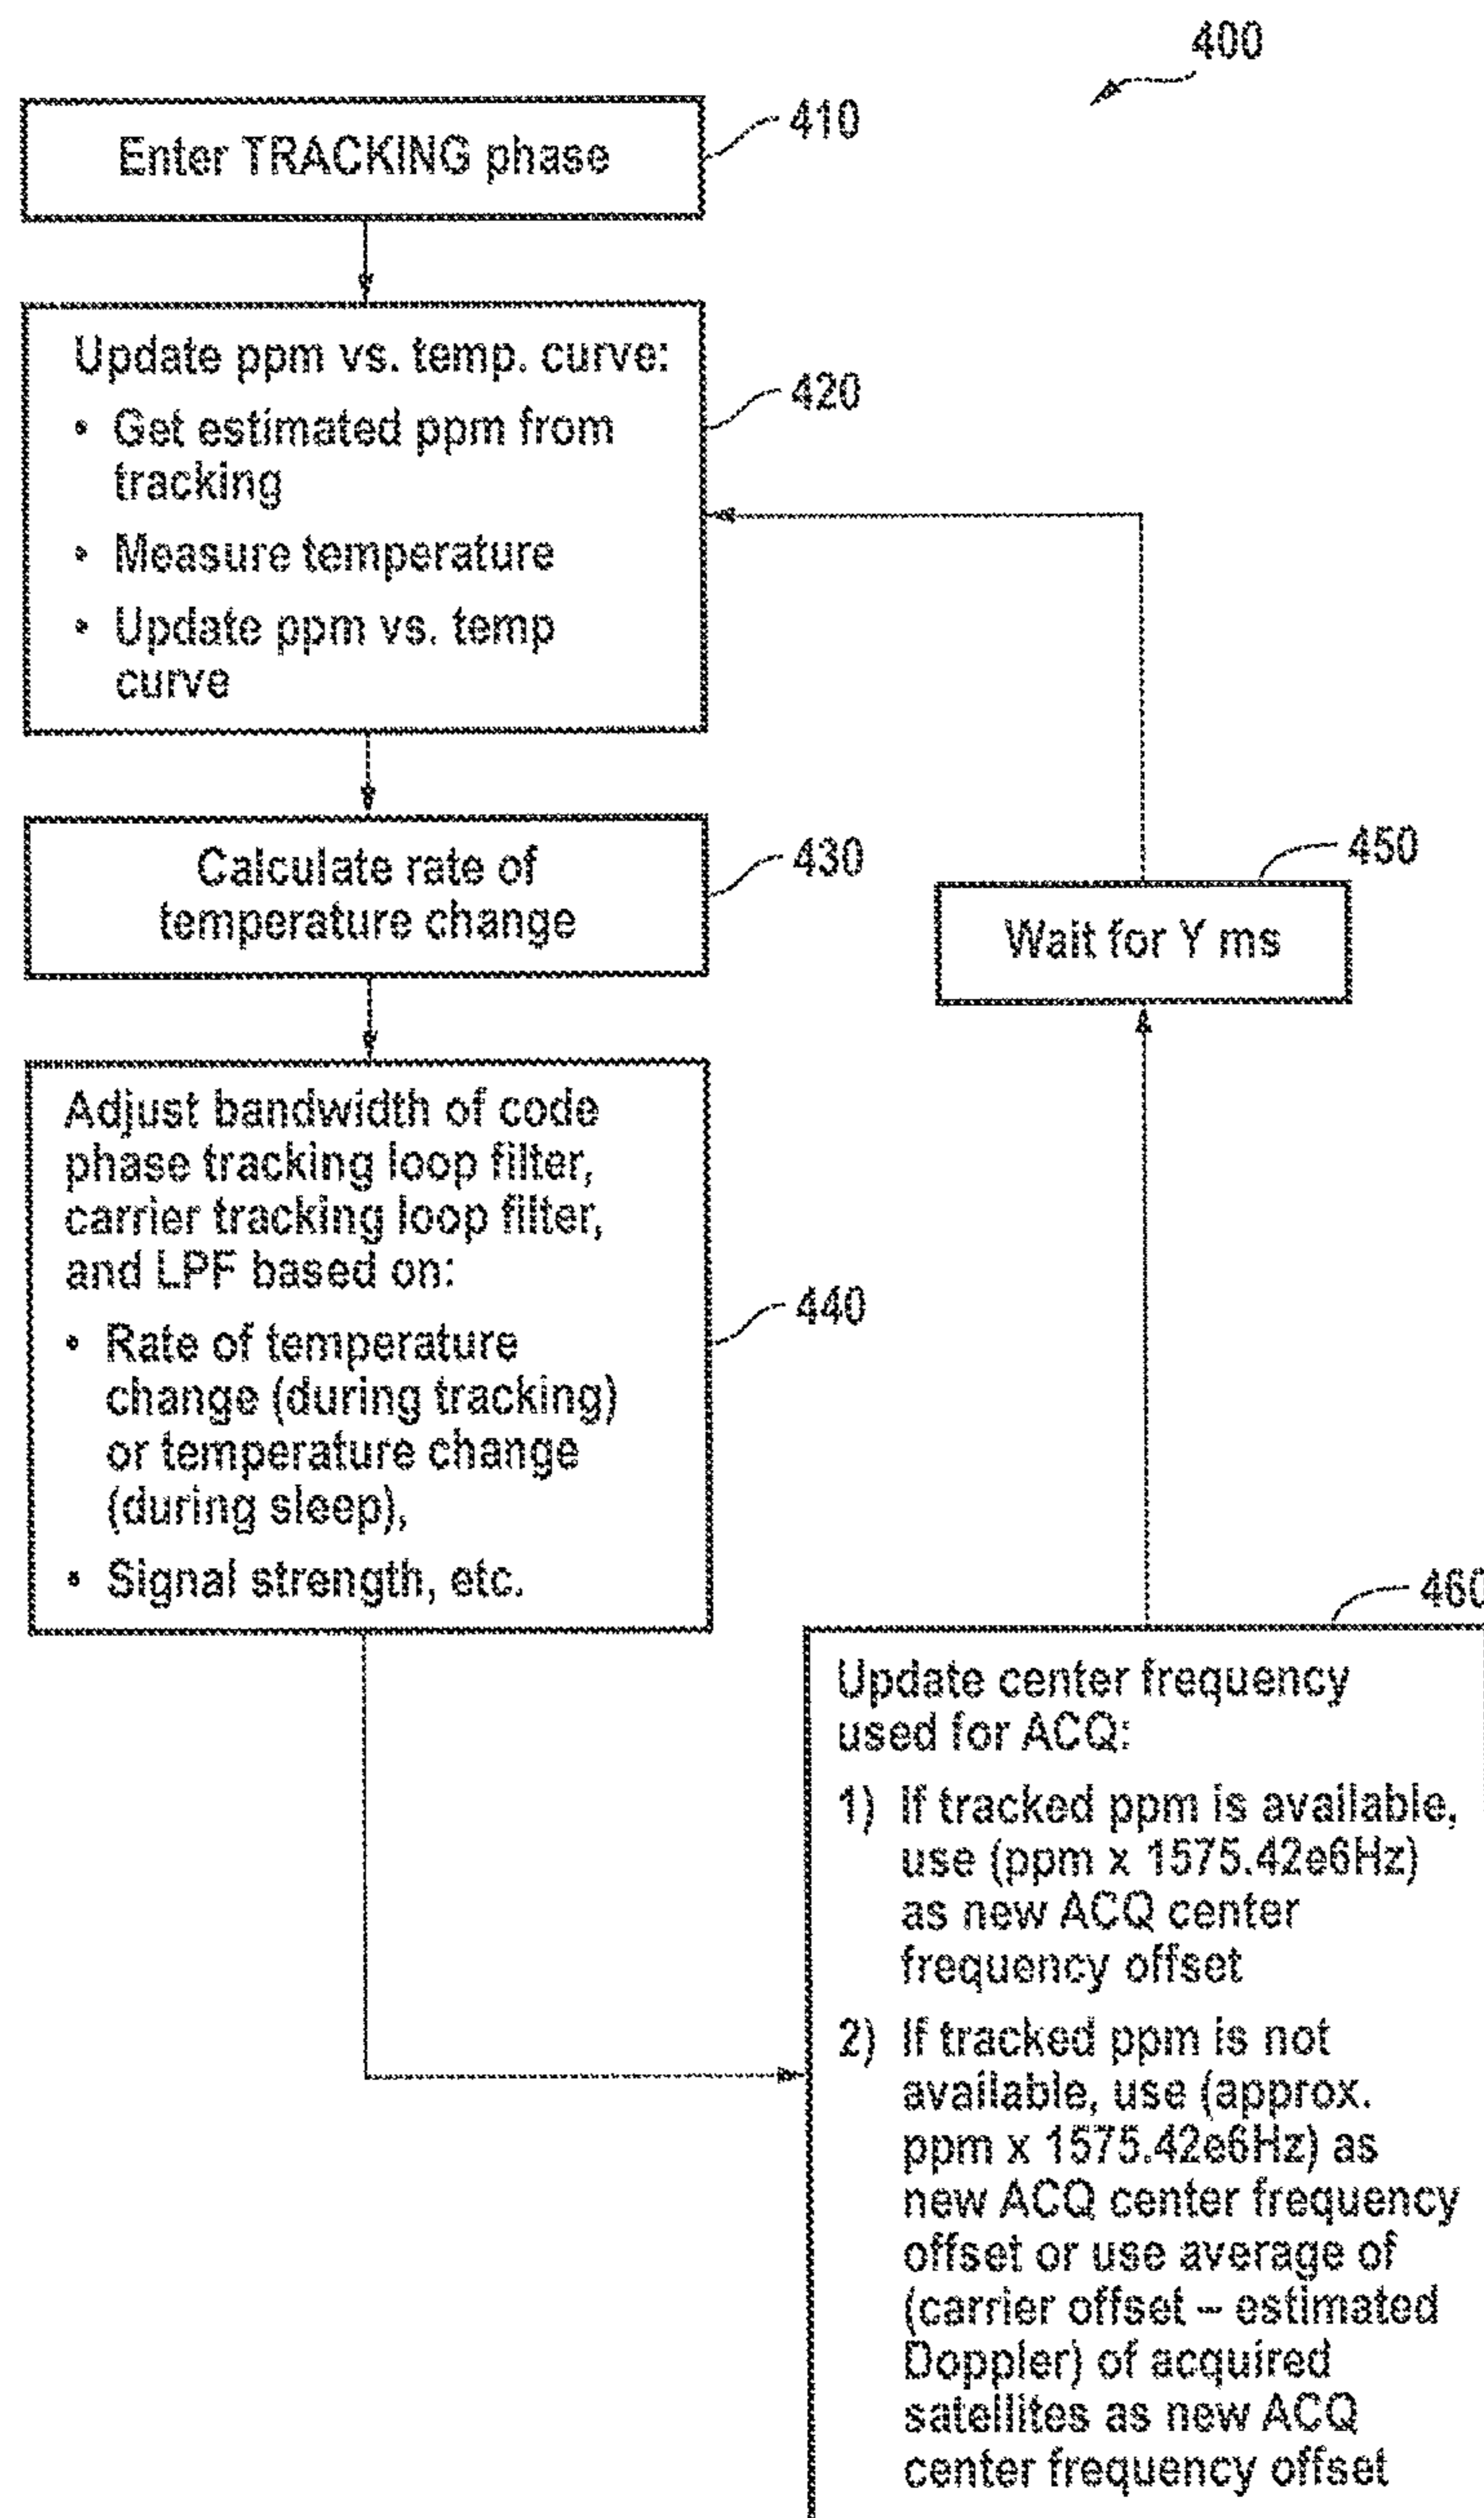 400
Enter TRACKING phase
410
Update ppm vs. temp. curve:
• Get estimated ppm from
tracking
• Measure temperature
• Update ppm vs. temp
curve
420
Calculate rate of
temperature change
430
Adjust bandwidth of code
phase tracking loop filter,
carrier tracking loop filter,
and LPF based on:
• Rate of temperature
change (during tracking)
or temperature change
(during sleep),
• Signal strength, etc.
440
450
Wait for Y ms
460
Update center frequency
used for ACQ:
1) If tracked ppm is available,
use (ppm x 1575.42e6Hz)
as new ACQ center
frequency offset
2) If tracked ppm is not
available, use (approx.
ppm x 1575.42e6Hz) as
new ACQ center frequency
offset or use average of
(carrier offset – estimated
Doppler) of acquired
satellites as new ACQ
center frequency offset